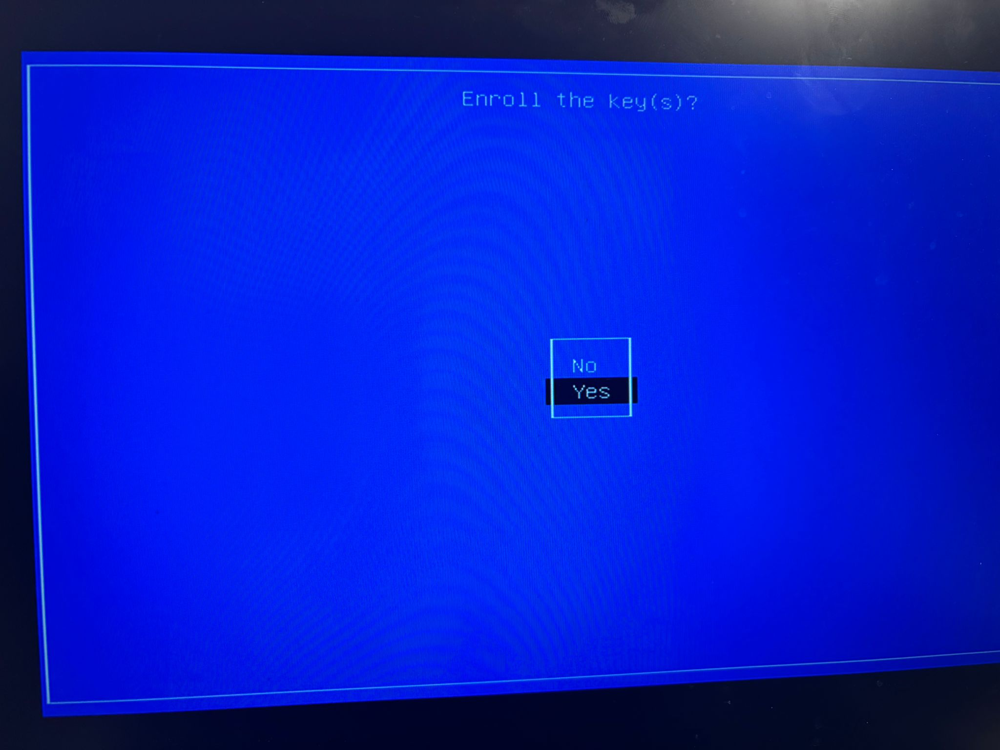 Enroll the key(s)?
No
Yes